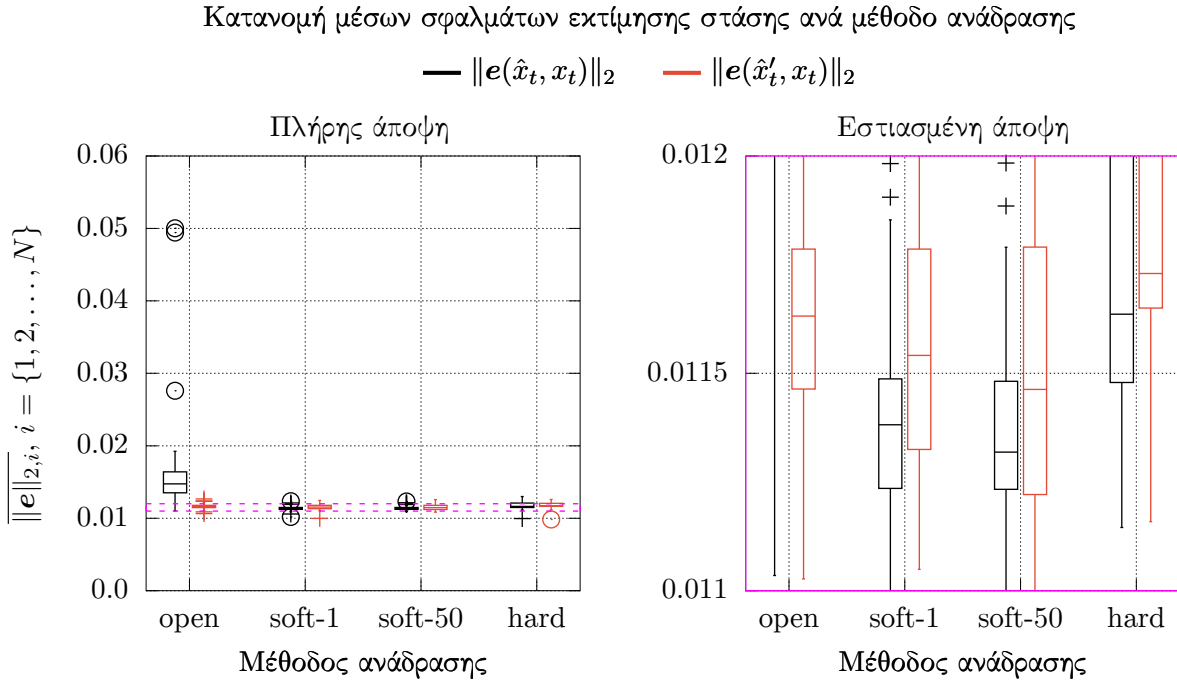 Κατανομή μέσων σφαλμάτων εκτίμησης στάσης ανά μέθοδο ανάδρασης
‖e(x̂ₜ, xₜ)‖₂ ‖e(x̂′ₜ, xₜ)‖₂
Πλήρης άποψη
‖e‖₂,ᵢ, i = {1, 2, . . . , N}
0.06
0.05
0.04
0.03
0.02
0.01
0.0
open soft-1 soft-50 hard
Μέθοδος ανάδρασης
Εστιασμένη άποψη
0.012
0.0115
0.011
open soft-1 soft-50 hard
Μέθοδος ανάδρασης